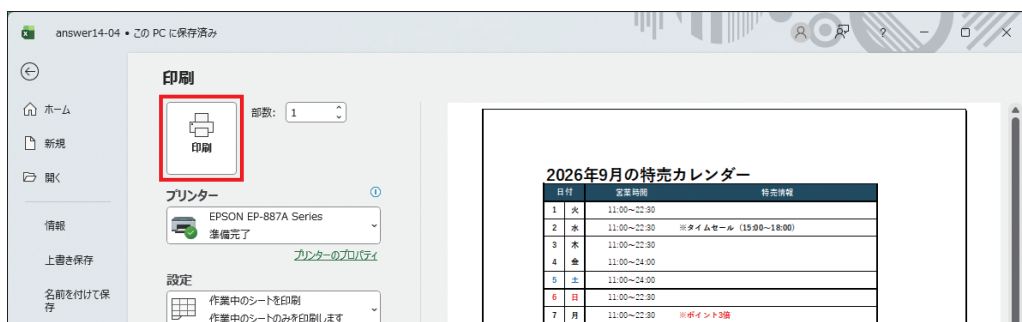 answer14-04 • この PC に保存済み
?
印刷
ホーム
新規
開く
情報
上書き保存
名前を付けて保
存
印刷
部数: 1
プリンター
EPSON EP-887A Series
準備完了
プリンターのプロパティ
設定
作業中のシートを印刷
作業中のシートのみを印刷します
2026年9月の特売カレンダー
日付 営業時間 特売情報
1 火 11:00～22:30
2 水 11:00～22:30 ※タイムセール（15:00～18:00）
3 木 11:00～22:30
4 金 11:00～24:00
5 土 11:00～24:00
6 日 11:00～22:30
7 月 11:00～22:30 ※ポイント3倍